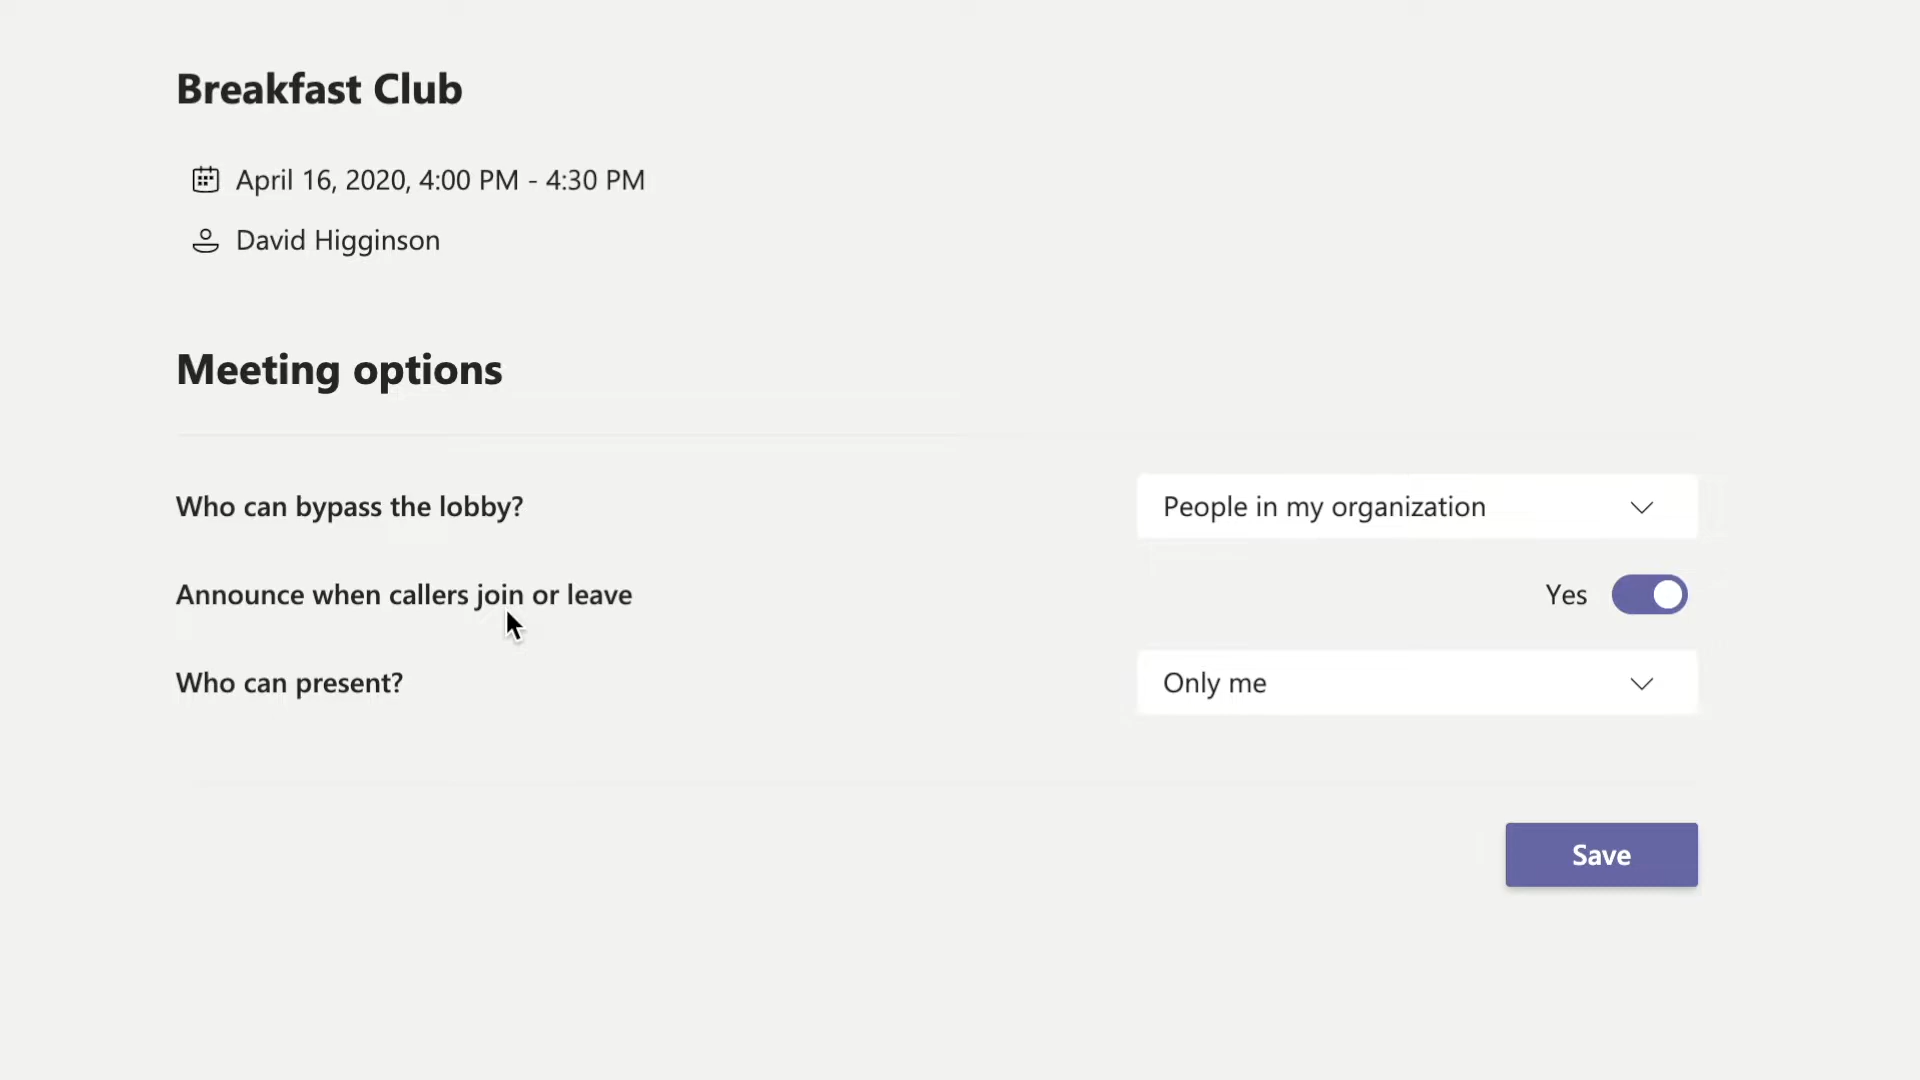 Breakfast Club
April 16, 2020, 4:00 PM - 4:30 PM
David Higginson
Meeting options
Who can bypass the lobby?
People in my organization
Announce when callers join or leave
Yes
Who can present?
Only me
Save